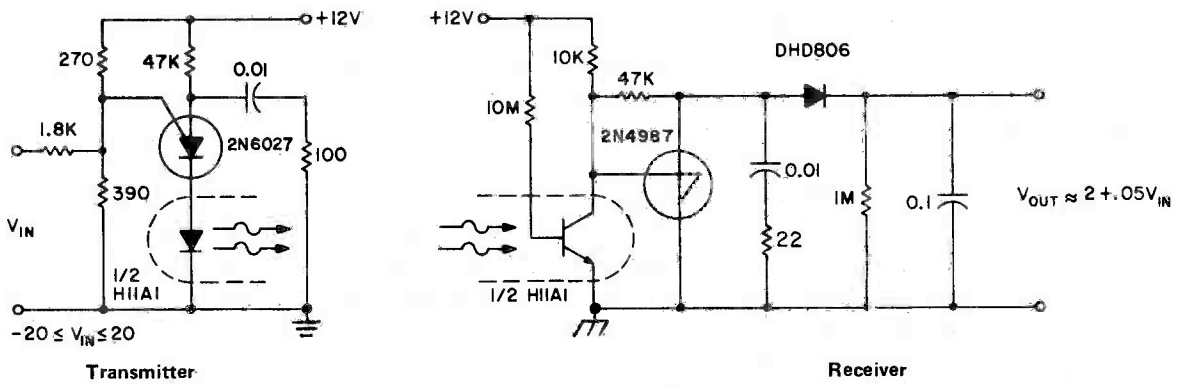 +12V
270
47K
0.01
1.8K
2N6027
100
390
V_IN
1/2
H11A1
-20 ≤ V_IN ≤ 20
Transmitter
+12V
10K
DHD806
47K
10M
2N4987
0.01
1M
0.1
22
V_OUT ≈ 2+.05V_IN
1/2 H11A1
Receiver